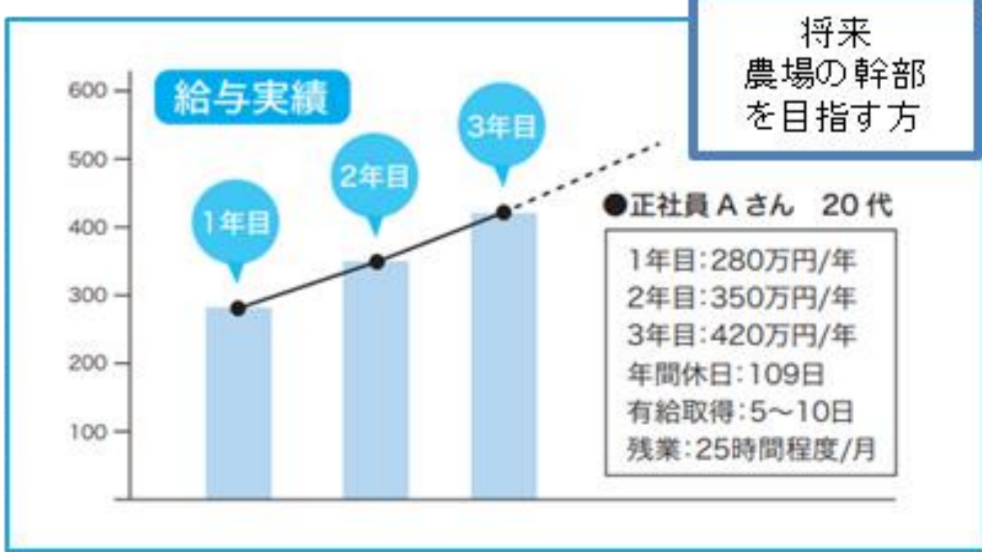 将来
農場の幹部
を目指す方
給与実績
600
500
400
300
200
100
1年目
2年目
3年目
●正社員 A さん　20 代
1年目:280万円/年
2年目:350万円/年
3年目:420万円/年
年間休日:109日
有給取得:5～10日
残業:25時間程度/月